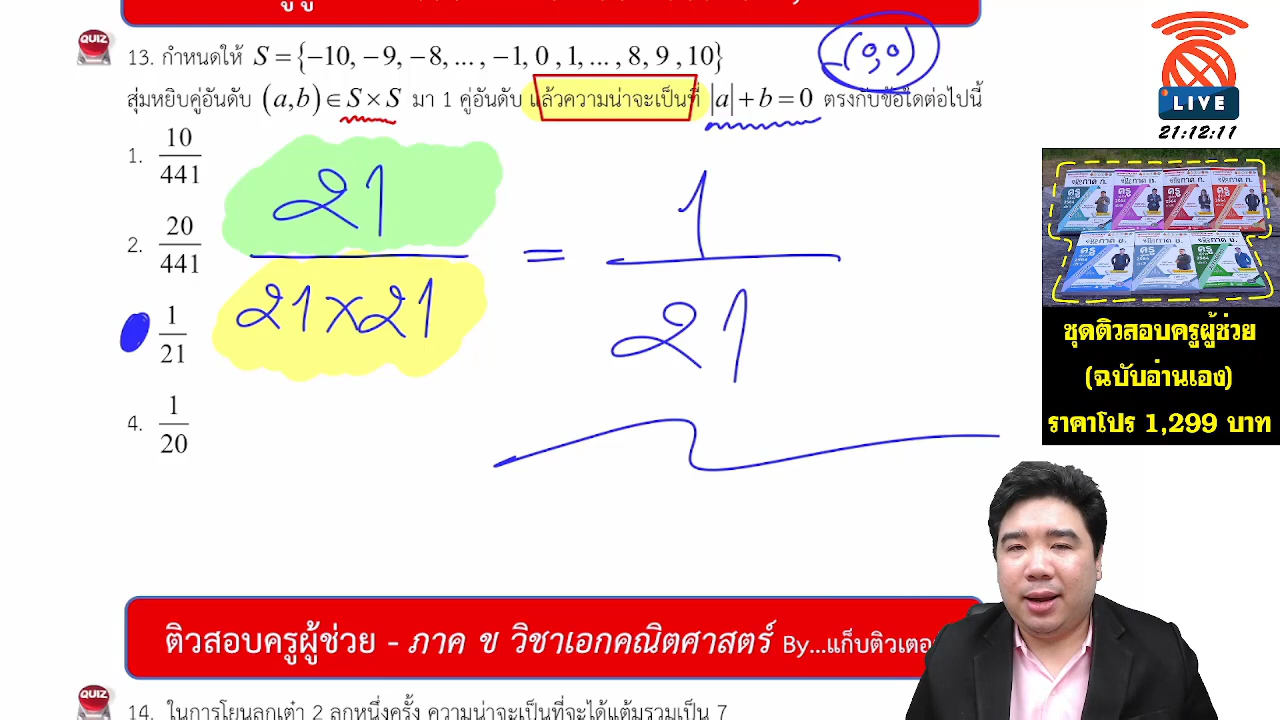 QUIZ
13. กำหนดให้ S = {−10, −9, −8, ... , −1, 0 , 1, ... , 8, 9 , 10}
(0,0)
สุ่มหยิบคู่อันดับ (a,b) ∈ S × S มา 1 คู่อันดับ แล้วความน่าจะเป็นที่ |a| + b = 0 ตรงกับข้อใดต่อไปนี้
1. 10/441
2. 20/441
3. 1/21
4. 1/20
21/21×21 = 1/21
LIVE
21:12:11
ชุดติวสอบครูผู้ช่วย
(ฉบับอ่านเอง)
ราคาโปร 1,299 บาท
ติวสอบครูผู้ช่วย - ภาค ข วิชาเอกคณิตศาสตร์ By...แก็บติวเตอ
QUIZ
14. ในการโยนลูกเต๋า 2 ลูกหนึ่งครั้ง ความน่าจะเป็นที่จะได้แต้มรวมเป็น 7